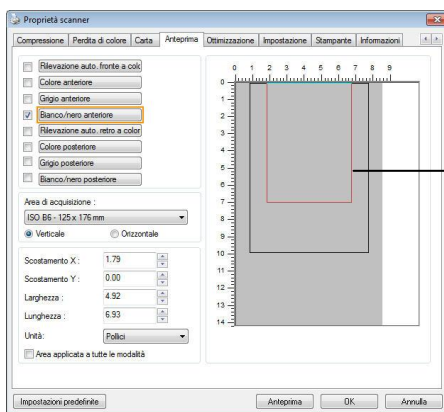 Proprietà scanner
Compressione Perdita di colore Carta Anteprima Ottimizzazione Impostazione Stampante Informazioni
Rilevazione auto. fronte a colc
Colore anteriore
Grigio anteriore
Bianco/nero anteriore
Rilevazione auto. retro a color
Colore posteriore
Grigio posteriore
Bianco/nero posteriore
Area di acquisizione :
ISO B6 - 125 x 176 mm
Verticale Orizzontale
Scostamento X : 1.79
Scostamento Y : 0.00
Larghezza : 4.92
Lunghezza : 6.93
Unità: Pollici
Area applicata a tutte le modalità
0 1 2 3 4 5 6 7 8 9
0
1
2
3
4
5
6
7
8
9
10
11
12
13
14
Impostazioni predefinite Anteprima OK Annulla